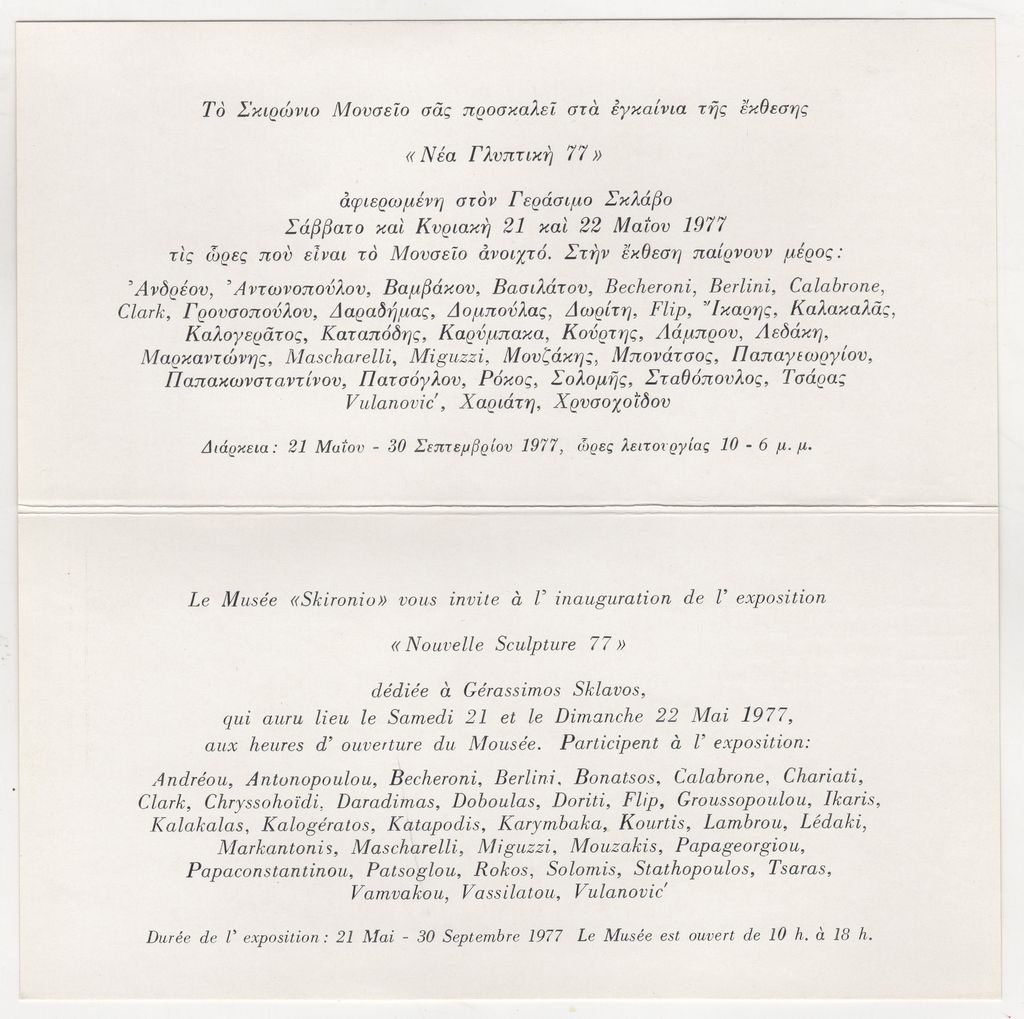 Τὸ Σκιρώνιο Μουσεῖο σᾶς προσκαλεῖ στὰ ἐγκαίνια τῆς ἔκθεσης
« Νέα Γλυπτικὴ 77 »
ἀφιερωμένη στὸν Γεράσιμο Σκλάβο
Σάββατο καὶ Κυριακὴ 21 καὶ 22 Μαΐου 1977
τὶς ὧρες ποὺ εἶναι τὸ Μουσεῖο ἀνοιχτό. Στὴν ἔκθεση παίρνουν μέρος :
Ἀνδρέου, Ἀντωνοπούλου, Βαμβάκου, Βασιλάτου, Becheroni, Berlini, Calabrone,
Clark, Γρουσοπούλου, Δαραδήμας, Δομπούλας, Δωρίτη, Flip, Ἴκαρης, Καλακαλᾶς,
Καλογερᾶτος, Καταπόδης, Καρύμπακα, Κούρτης, Λάμπρου, Λεδάκη,
Μαρκαντώνης, Mascharelli, Miguzzi, Μουζάκης, Μπονάτσος, Παπαγεωργίου,
Παπακωνσταντίνου, Πατσόγλου, Ρόκος, Σολομῆς, Σταθόπουλος, Τσάρας
Vulanović, Χαριάτη, Χρυσοχοΐδου
Διάρκεια : 21 Μαΐου - 30 Σεπτεμβρίου 1977, ὧρες λειτουργίας 10 - 6 μ. μ.
Le Musée «Skironio» vous invite à l' inauguration de l' exposition
« Nouvelle Sculpture 77 »
dédiée à Gérassimos Sklavos,
qui auru lieu le Samedi 21 et le Dimanche 22 Mai 1977,
aux heures d' ouverture du Mousée. Participent à l' exposition:
Andréou, Antonopoulou, Becheroni, Berlini, Bonatsos, Calabrone, Chariati,
Clark, Chryssohoïdi, Daradimas, Doboulas, Doriti, Flip, Groussopoulou, Ikaris,
Kalakalas, Kalogératos, Katapodis, Karymbaka, Kourtis, Lambrou, Lédaki,
Markantonis, Mascharelli, Miguzzi, Mouzakis, Papageorgiou,
Papaconstantinou, Patsoglou, Rokos, Solomis, Stathopoulos, Tsaras,
Vamvakou, Vassilatou, Vulanović
Durée de l' exposition : 21 Mai - 30 Septembre 1977 Le Musée est ouvert de 10 h. à 18 h.